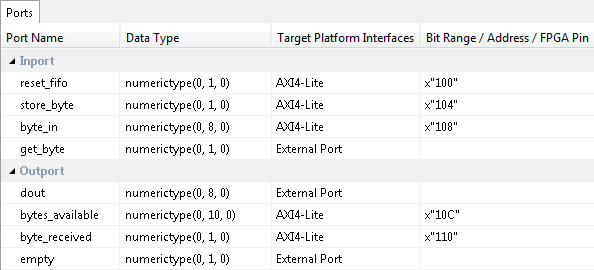 Ports
Port Name Data Type Target Platform Interfaces Bit Range / Address / FPGA Pin
Inport
reset_fifo numerictype(0, 1, 0) AXI4-Lite x"100"
store_byte numerictype(0, 1, 0) AXI4-Lite x"104"
byte_in numerictype(0, 8, 0) AXI4-Lite x"108"
get_byte numerictype(0, 1, 0) External Port
Outport
dout numerictype(0, 8, 0) External Port
bytes_available numerictype(0, 10, 0) AXI4-Lite x"10C"
byte_received numerictype(0, 1, 0) AXI4-Lite x"110"
empty numerictype(0, 1, 0) External Port